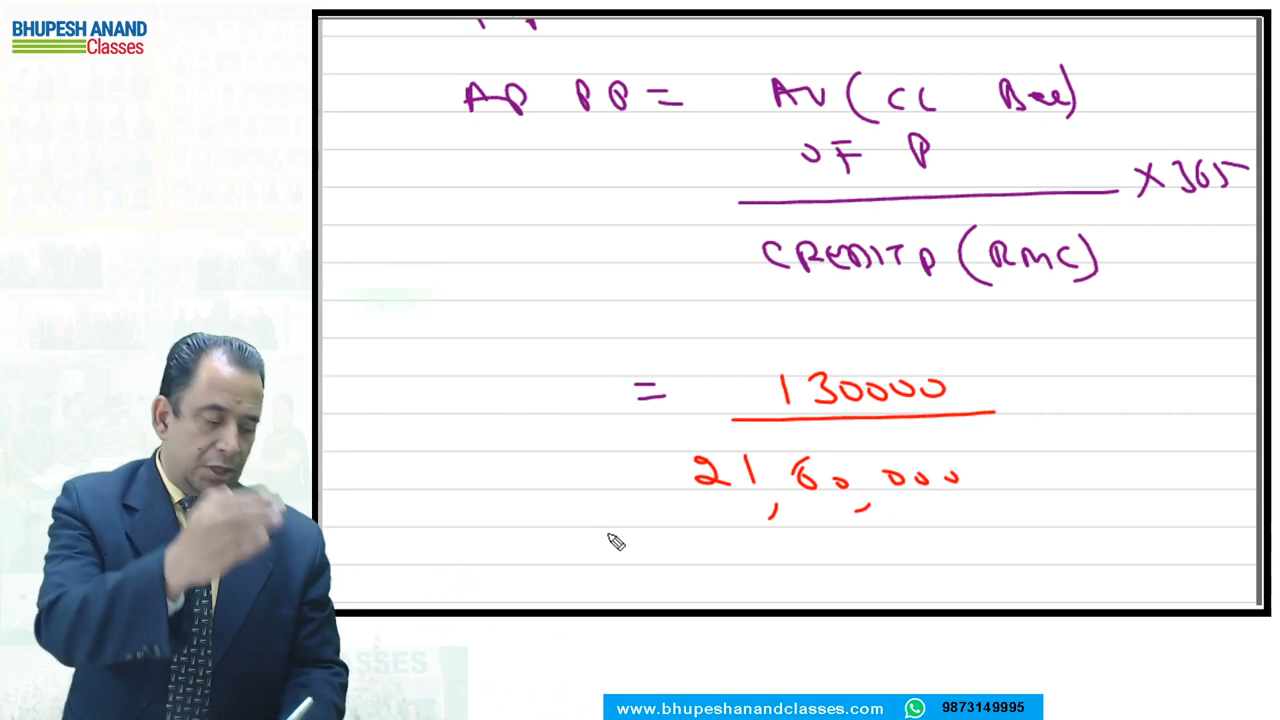 BHUPESH ANAND
Classes
AP PP = AV (CL Bal)
OF P
× 365
CREDIT P (RMC)
= 130000
21,60,000
www.bhupeshanandclasses.com 9873149995